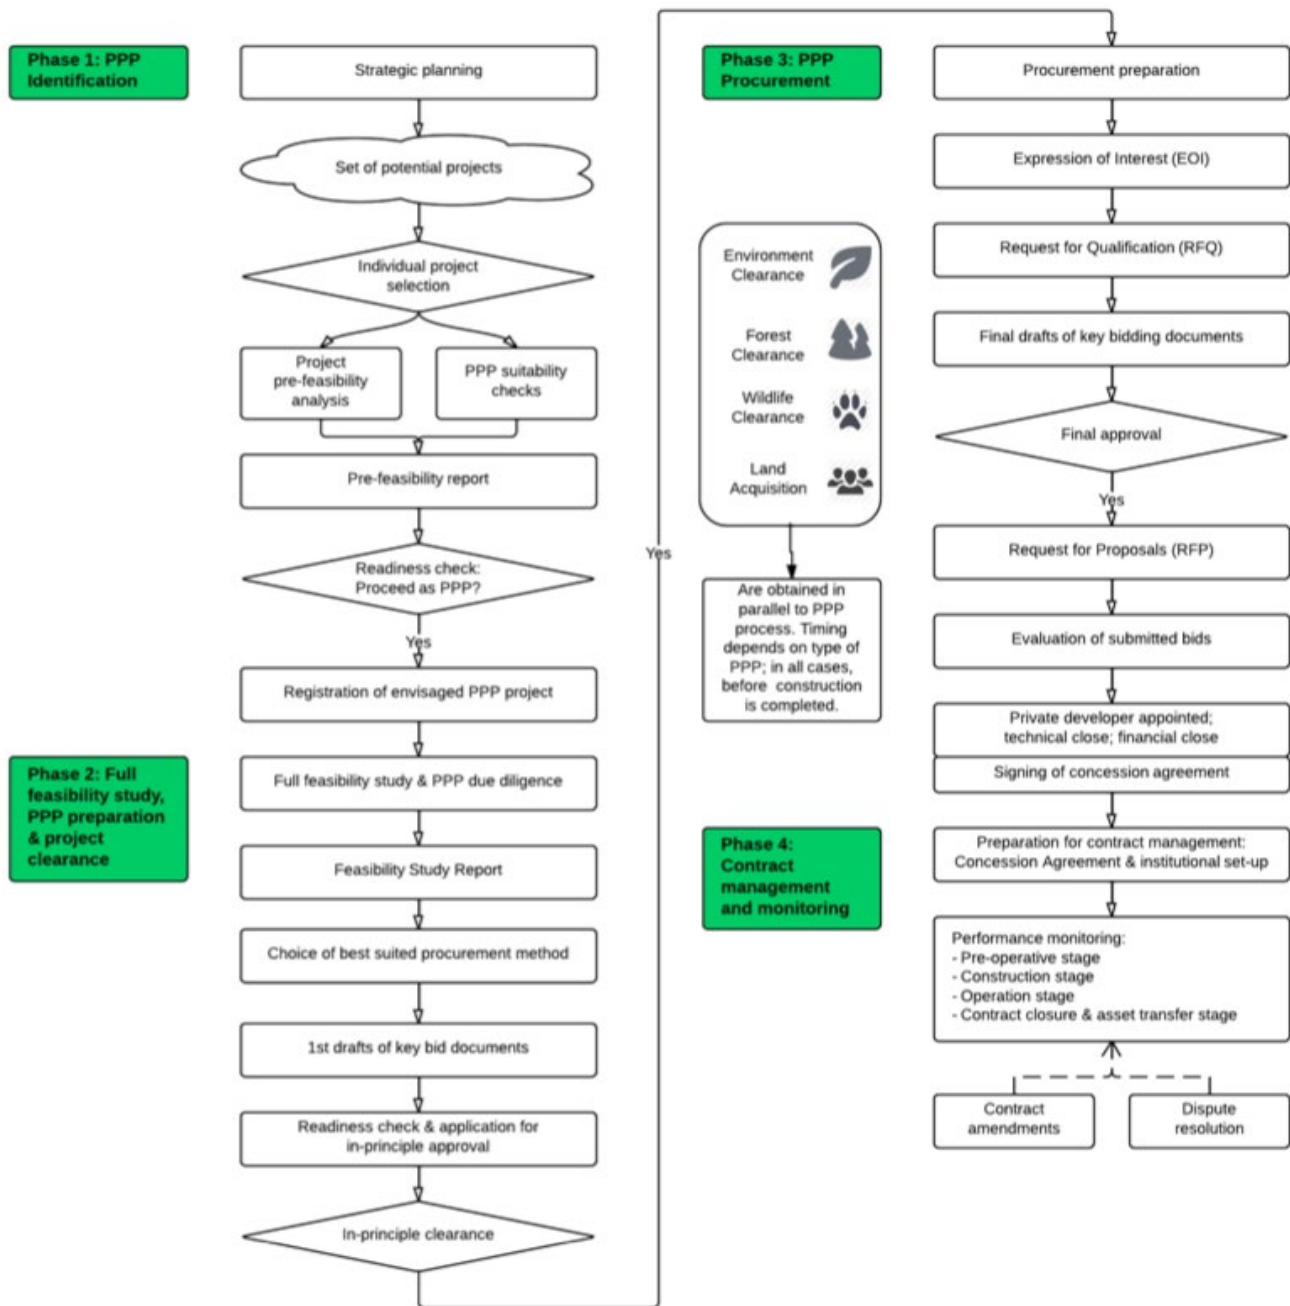 Phase 1: PPP
Identification
Strategic planning
Set of potential projects
Individual project
selection
Project
pre-feasibility
analysis
PPP suitability
checks
Pre-feasibility report
Readiness check:
Proceed as PPP?
Yes
Registration of envisaged PPP project
Phase 2: Full
feasibility study,
PPP preparation
& project
clearance
Full feasibility study & PPP due diligence
Feasibility Study Report
Choice of best suited procurement method
1st drafts of key bid documents
Readiness check & application for
in-principle approval
In-principle clearance
Yes
Phase 3: PPP
Procurement
Procurement preparation
Expression of Interest (EOI)
Request for Qualification (RFQ)
Final drafts of key bidding documents
Final approval
Yes
Request for Proposals (RFP)
Evaluation of submitted bids
Private developer appointed;
technical close; financial close
Signing of concession agreement
Environment
Clearance
Forest
Clearance
Wildlife
Clearance
Land
Acquisition
Are obtained in
parallel to PPP
process. Timing
depends on type of
PPP; in all cases,
before construction
is completed.
Phase 4:
Contract
management
and monitoring
Preparation for contract management:
Concession Agreement & institutional set-up
Performance monitoring:
- Pre-operative stage
- Construction stage
- Operation stage
- Contract closure & asset transfer stage
Contract
amendments
Dispute
resolution